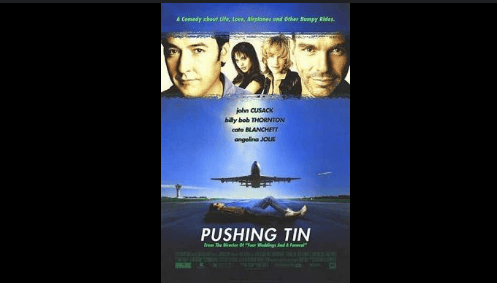 A Comedy about Life, Love, Airplanes and Other Bumpy Rides.
john CUSACK
billy bob THORNTON
cate BLANCHETT
angelina JOLIE
PUSHING TIN
From The Director Of "Four Weddings And A Funeral"